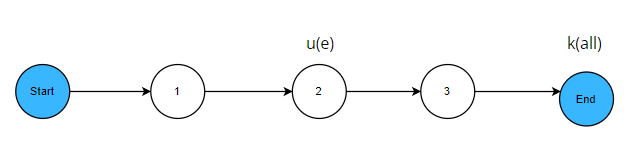 u(e)
k(all)
Start
1
2
3
End